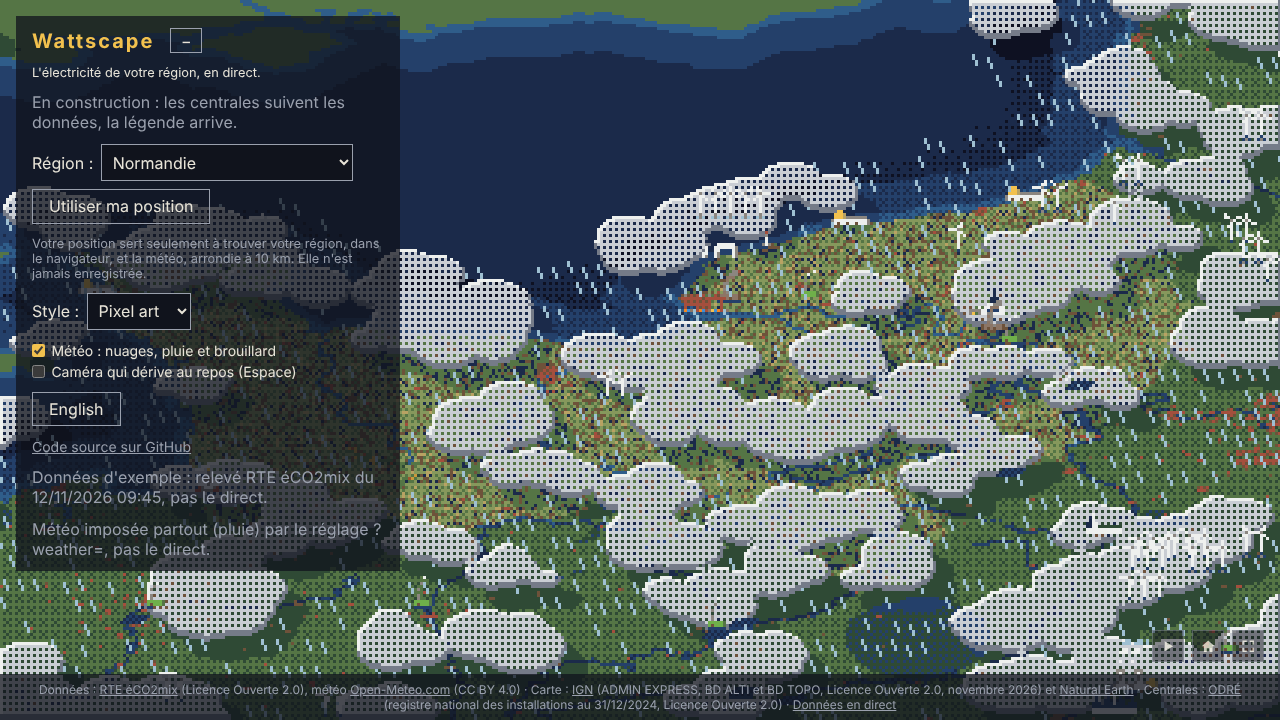 Wattscape –
L'électricité de votre région, en direct.
En construction : les centrales suivent les
données, la légende arrive.
Région : Normandie
Utiliser ma position
Votre position sert seulement à trouver votre région, dans
le navigateur, et la météo, arrondie à 10 km. Elle n'est
jamais enregistrée.
Style : Pixel art
Météo : nuages, pluie et brouillard
Caméra qui dérive au repos (Espace)
English
Code source sur GitHub
Données d'exemple : relevé RTE éCO2mix du
12/11/2026 09:45, pas le direct.
Météo imposée partout (pluie) par le réglage ?
weather=, pas le direct.
Données : RTE éCO2mix (Licence Ouverte 2.0), météo Open-Meteo.com (CC BY 4.0) · Carte : IGN (ADMIN EXPRESS, BD ALTI et BD TOPO, Licence Ouverte 2.0, novembre 2026) et Natural Earth · Centrales : ODRÉ
(registre national des installations au 31/12/2024, Licence Ouverte 2.0) · Données en direct